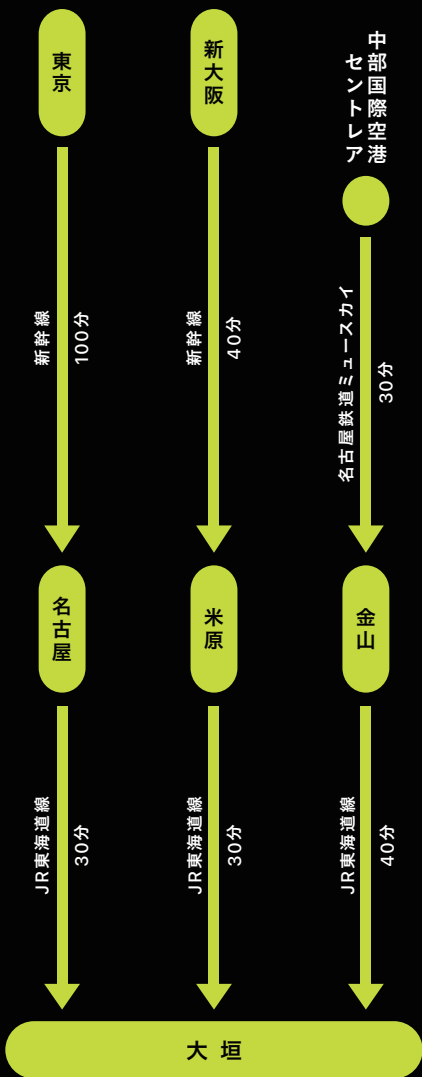 東京
新幹線
100分
名古屋
JR東海道線
30分
新大阪
新幹線
40分
米原
JR東海道線
30分
中部国際空港
セントレア
名古屋鉄道ミュースカイ
30分
金山
JR東海道線
40分
大垣